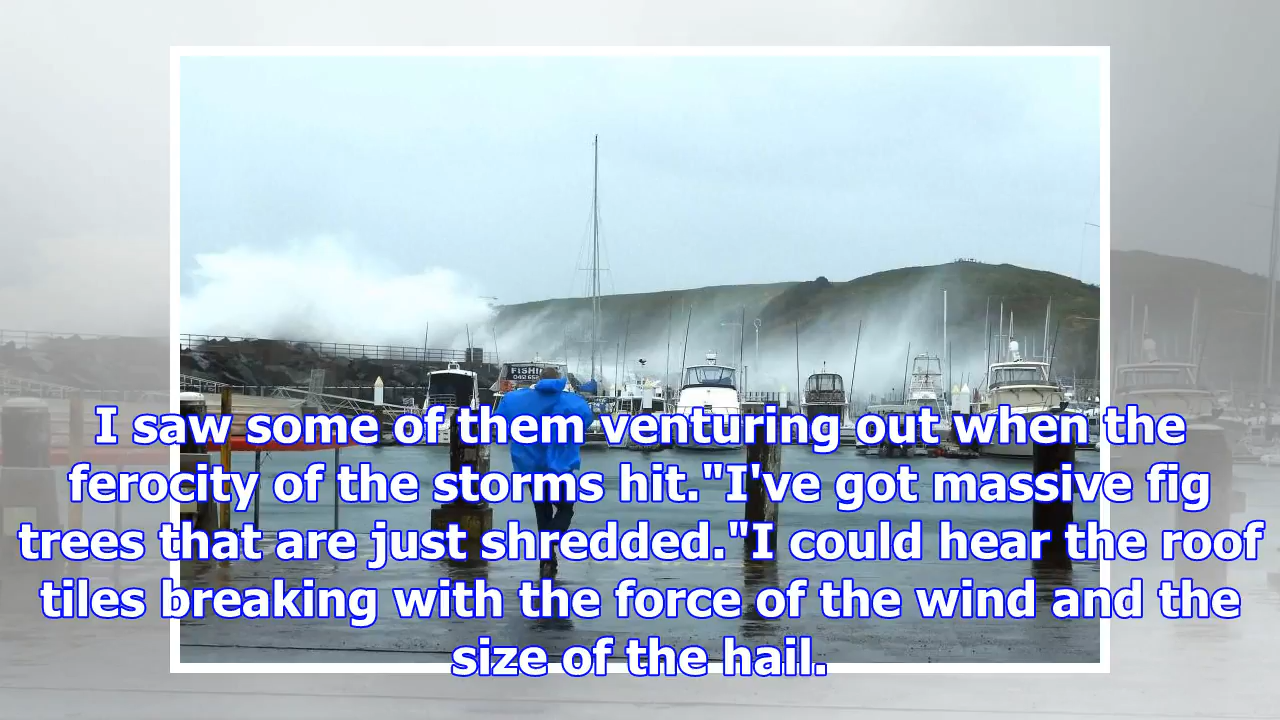 FISHI
I saw some of them venturing out when the
ferocity of the storms hit."I've got massive fig
trees that are just shredded."I could hear the roof
tiles breaking with the force of the wind and the
size of the hail.